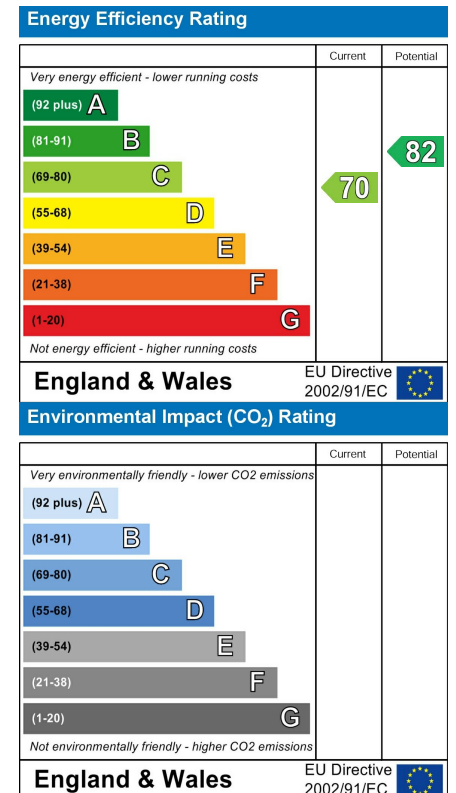 Energy Efficiency Rating
Current Potential
Very energy efficient - lower running costs
(92 plus) A
(81-91) B
82
(69-80) C
70
(55-68) D
(39-54) E
(21-38) F
(1-20) G
Not energy efficient - higher running costs
England & Wales
EU Directive
2002/91/EC
Environmental Impact (CO₂) Rating
Current Potential
Very environmentally friendly - lower CO2 emissions
(92 plus) A
(81-91) B
(69-80) C
(55-68) D
(39-54) E
(21-38) F
(1-20) G
Not environmentally friendly - higher CO2 emissions
England & Wales
EU Directive
2002/91/EC